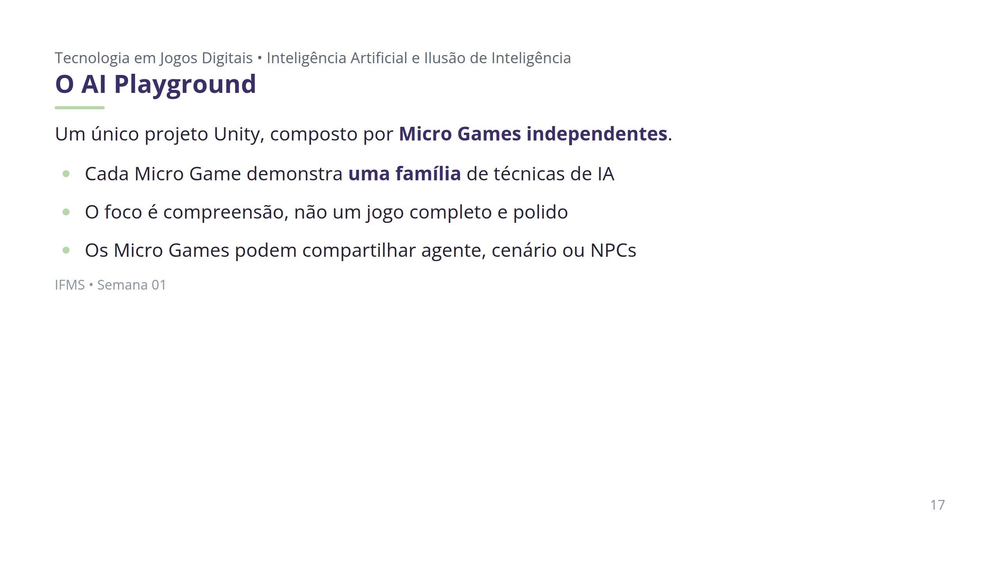 Tecnologia em Jogos Digitais • Inteligência Artificial e Ilusão de Inteligência
O AI Playground
Um único projeto Unity, composto por Micro Games independentes.
• Cada Micro Game demonstra uma família de técnicas de IA
• O foco é compreensão, não um jogo completo e polido
• Os Micro Games podem compartilhar agente, cenário ou NPCs
IFMS • Semana 01
17